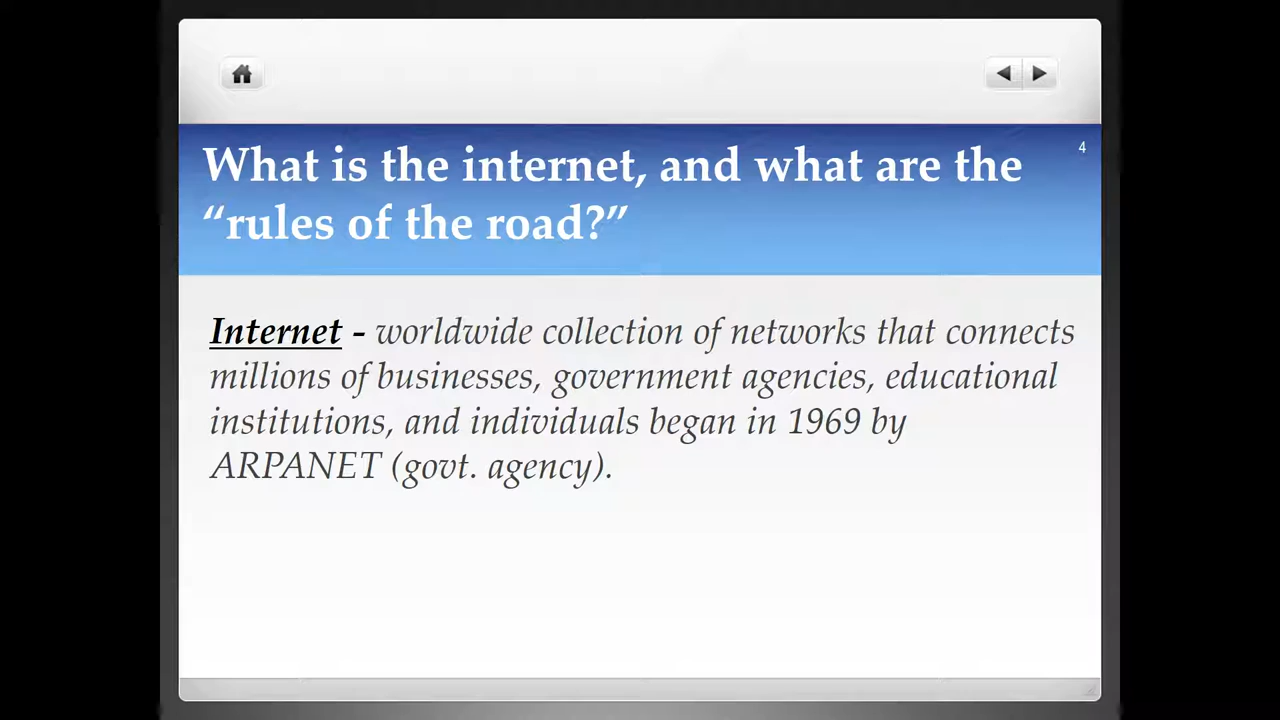 4
What is the internet, and what are the
“rules of the road?”
Internet - worldwide collection of networks that connects
millions of businesses, government agencies, educational
institutions, and individuals began in 1969 by
ARPANET (govt. agency).